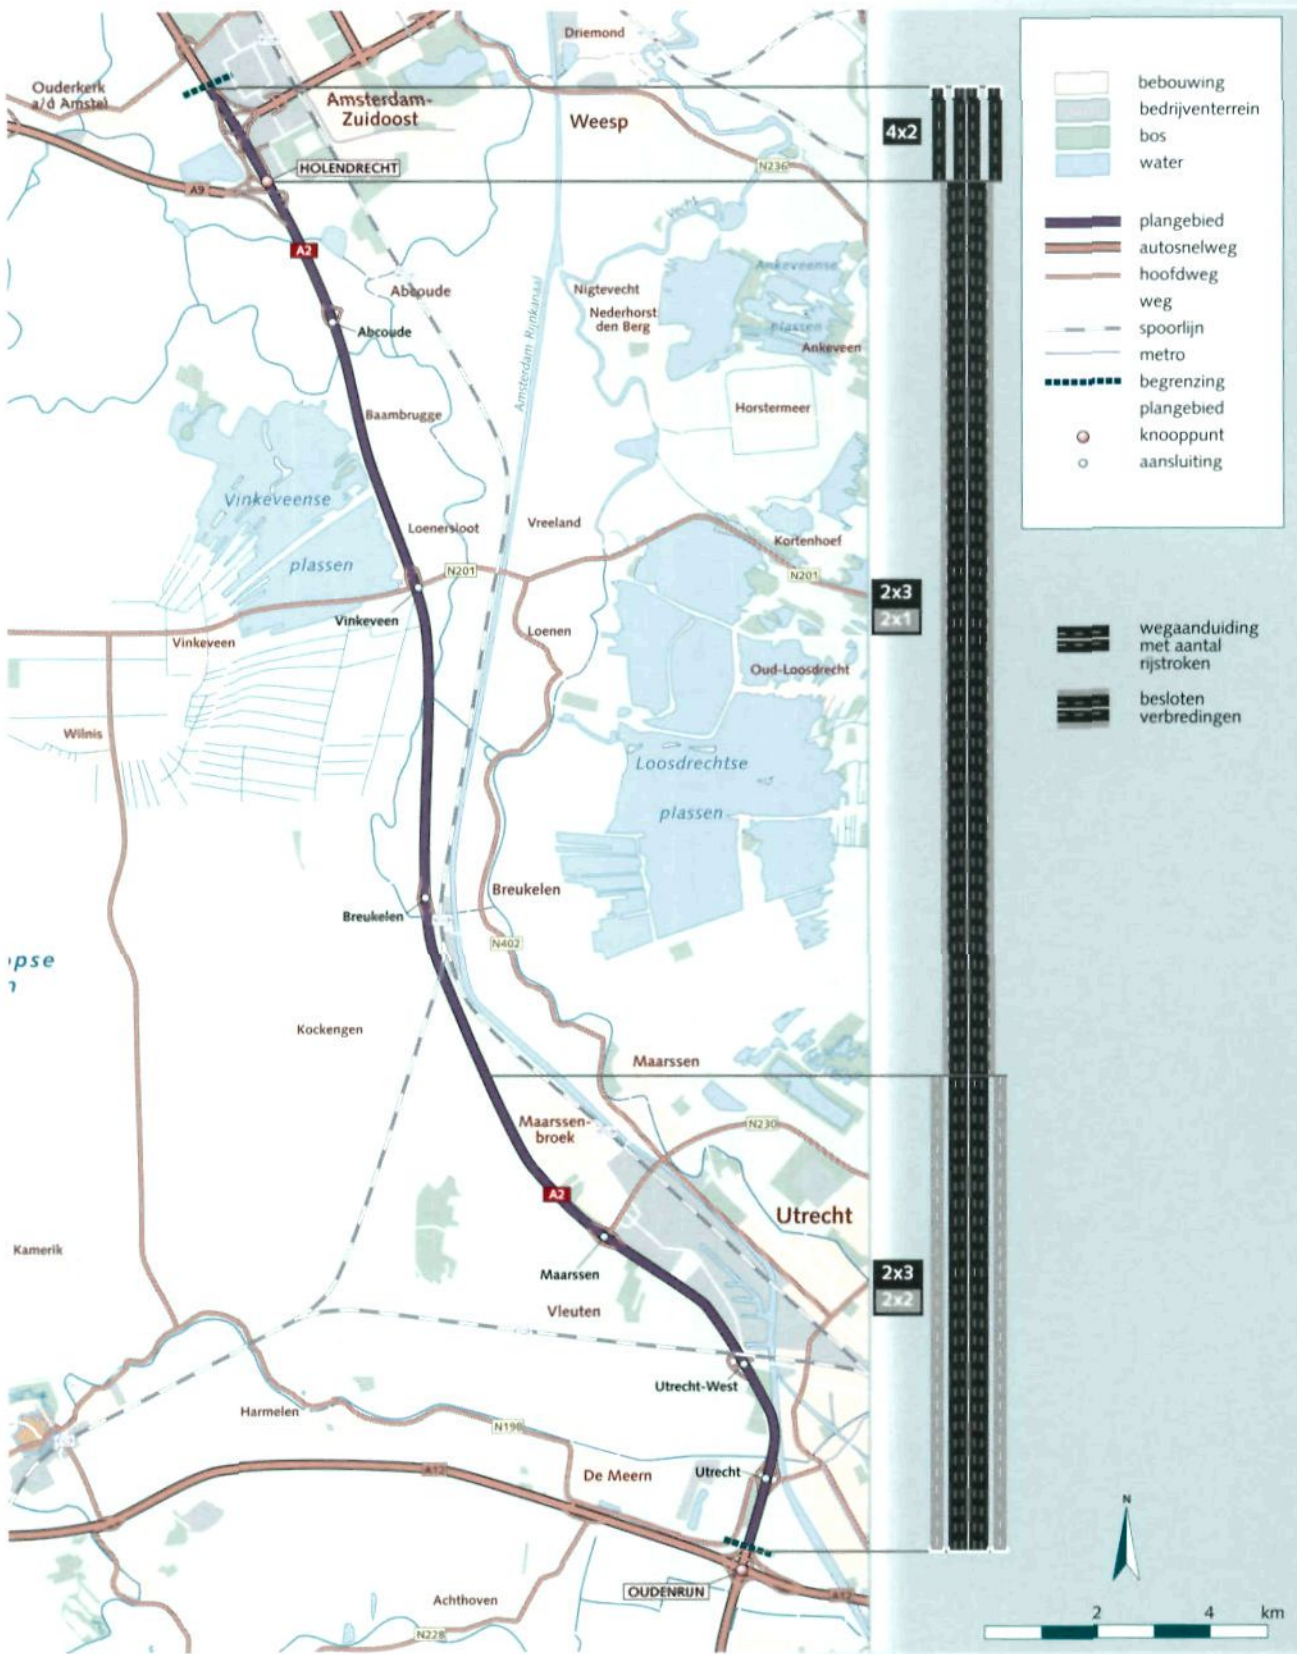 Driemond
Ouderkerk
a/d Amstel
Amsterdam-
Zuidoost
Weesp
HOLENDRECHT
N236
A9
Vecht
A2
Abcoude
Abcoude
Nigtevecht
Nederhorst
den Berg
Ankeveense
plassen
Ankeveen
Amsterdam Rijnkanaal
Baambrugge
Horstermeer
Vinkeveense
plassen
Loenersloot
Vreeland
Kortenhoef
N201
N201
Vinkeveen
Vinkeveen
Loenen
Oud-Loosdrecht
Wilnis
Loosdrechtse
plassen
Breukelen
Breukelen
N402
Kockengen
Maarssen
Maarssen-
broek
N230
A2
Utrecht
Kamerik
Maarssen
Vleuten
Utrecht-West
Harmelen
N198
De Meern
Utrecht
A12
OUDENRIJN
A12
Achthoven
N228
4x2
2x3
2x1
2x3
2x2
bebouwing
bedrijventerrein
bos
water
plangebied
autosnelweg
hoofdweg
weg
spoorlijn
metro
begrenzing
plangebied
knooppunt
aansluiting
wegaanduiding
met aantal
rijstroken
besloten
verbredingen
N
2 4 km